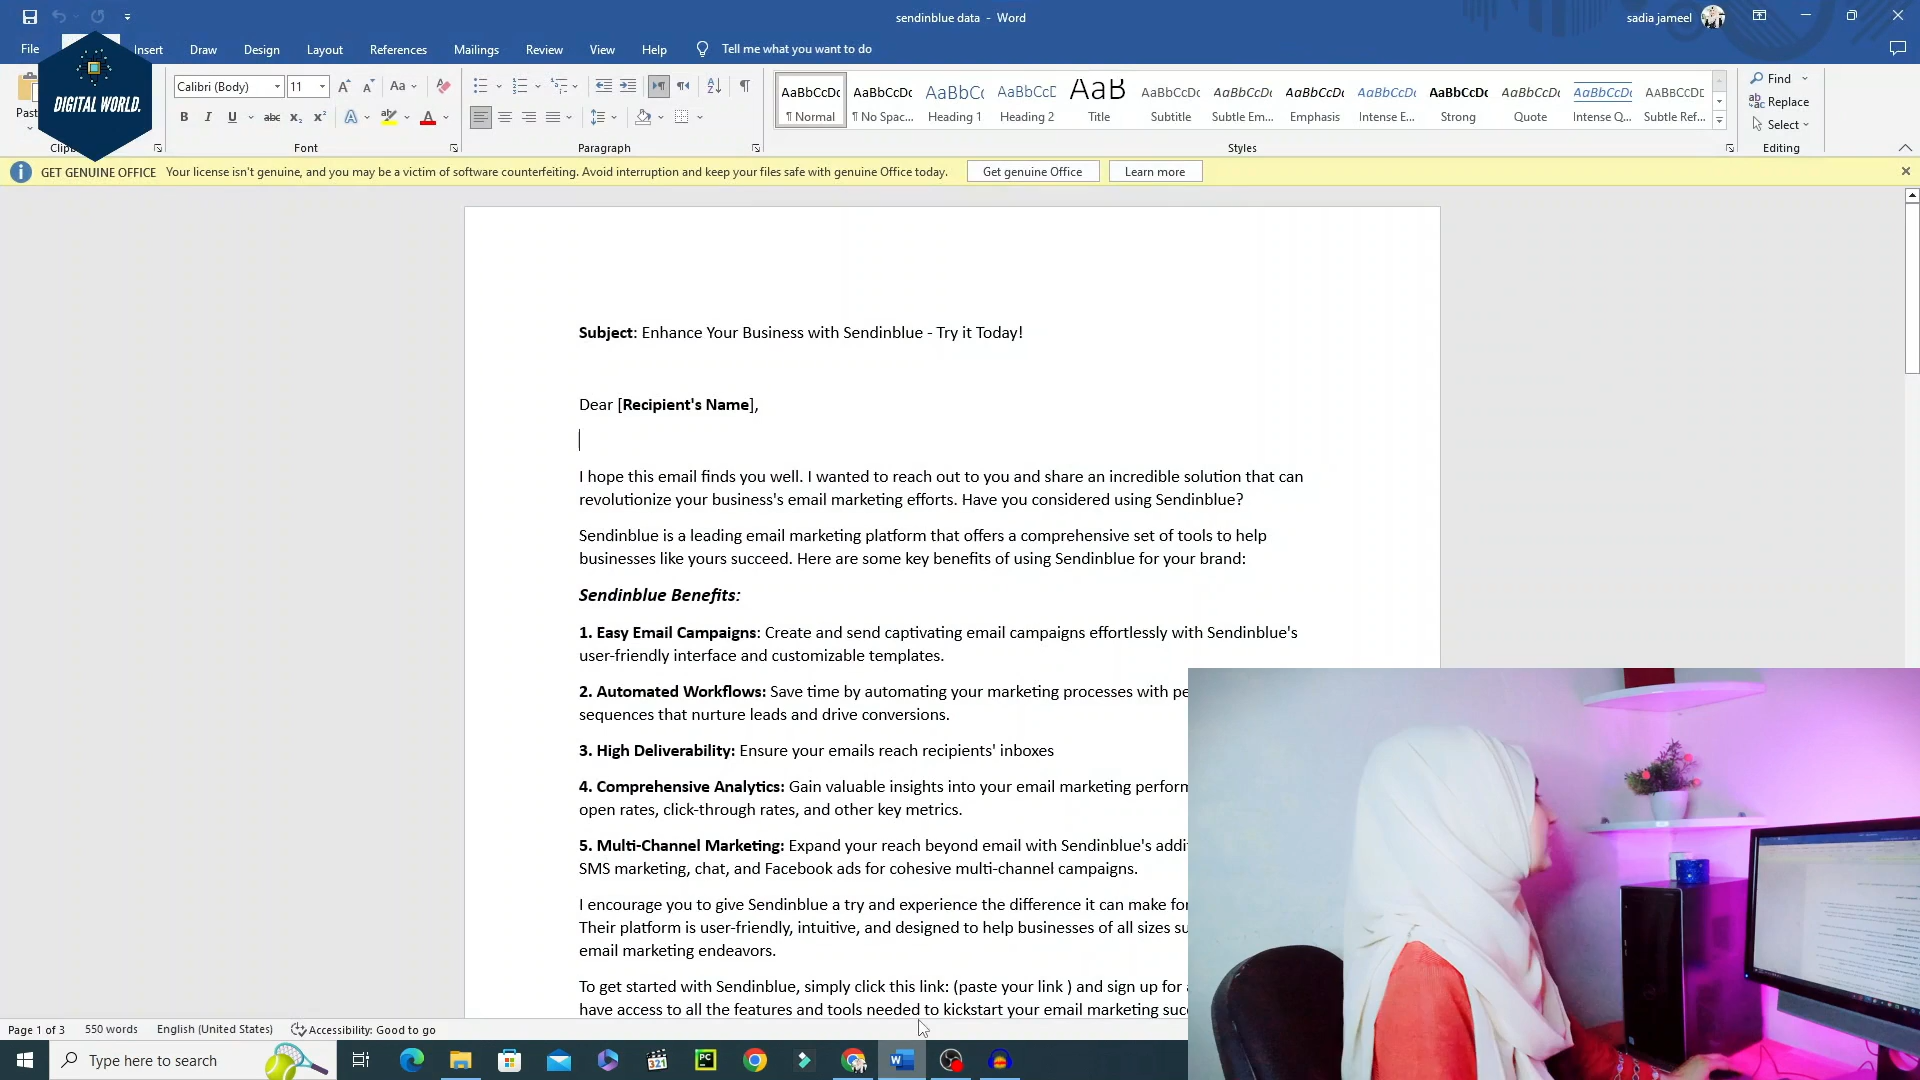 sendinblue data - Word
sadia jameel
File
Insert
Draw
Design
Layout
References
Mailings
Review
View
Help
Tell me what you want to do
DIGITAL WORLD.
Paste
Calibri (Body)
11
Font
Paragraph
AaBbCcDc
¶ Normal
AaBbCcDc
¶ No Spac...
AaBbCc
Heading 1
AaBbCcD
Heading 2
AaB
Title
AaBbCcD
Subtitle
AaBbCcDc
Subtle Em...
AaBbCcDc
Emphasis
AaBbCcDc
Intense E...
AaBbCcDc
Strong
AaBbCcDc
Quote
AaBbCcDc
Intense Q...
AaBbCcDc
Subtle Ref...
Styles
Find
Replace
Select
Editing
GET GENUINE OFFICE Your license isn't genuine, and you may be a victim of software counterfeiting. Avoid interruption and keep your files safe with genuine Office today.
Get genuine Office
Learn more
Subject: Enhance Your Business with Sendinblue - Try it Today!
Dear [Recipient's Name],
I hope this email finds you well. I wanted to reach out to you and share an incredible solution that can
revolutionize your business's email marketing efforts. Have you considered using Sendinblue?
Sendinblue is a leading email marketing platform that offers a comprehensive set of tools to help
businesses like yours succeed. Here are some key benefits of using Sendinblue for your brand:
Sendinblue Benefits:
1. Easy Email Campaigns: Create and send captivating email campaigns effortlessly with Sendinblue's
user-friendly interface and customizable templates.
2. Automated Workflows: Save time by automating your marketing processes with pe
sequences that nurture leads and drive conversions.
3. High Deliverability: Ensure your emails reach recipients' inboxes
4. Comprehensive Analytics: Gain valuable insights into your email marketing perform
open rates, click-through rates, and other key metrics.
5. Multi-Channel Marketing: Expand your reach beyond email with Sendinblue's addi
SMS marketing, chat, and Facebook ads for cohesive multi-channel campaigns.
I encourage you to give Sendinblue a try and experience the difference it can make for
Their platform is user-friendly, intuitive, and designed to help businesses of all sizes su
email marketing endeavors.
To get started with Sendinblue, simply click this link: (paste your link ) and sign up for a
have access to all the features and tools needed to kickstart your email marketing succ
Page 1 of 3
550 words
English (United States)
Accessibility: Good to go
Type here to search